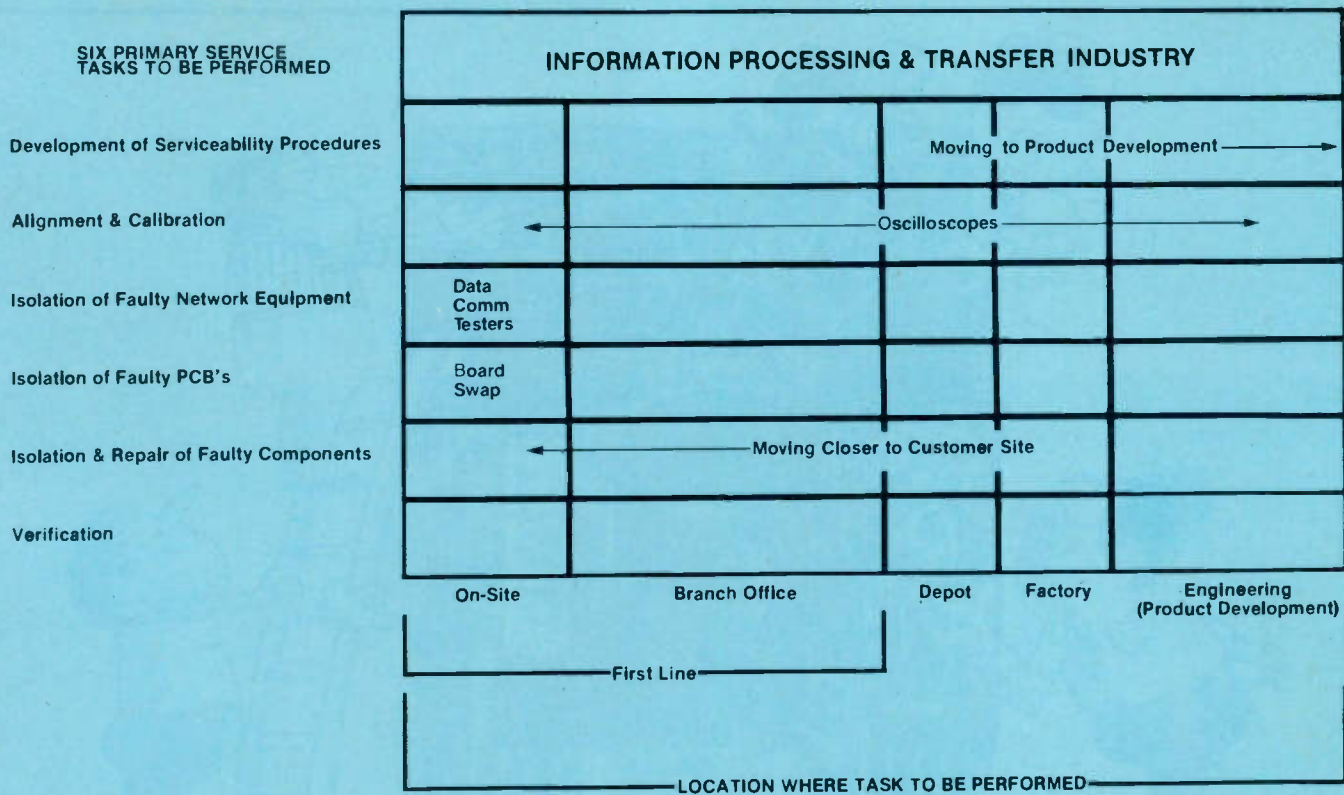 SIX PRIMARY SERVICE
TASKS TO BE PERFORMED
INFORMATION PROCESSING & TRANSFER INDUSTRY
Development of Serviceability Procedures
Moving to Product Development
Alignment & Calibration
Oscilloscopes
Isolation of Faulty Network Equipment
Data
Comm
Testers
Isolation of Faulty PCB's
Board
Swap
Isolation & Repair of Faulty Components
Moving Closer to Customer Site
Verification
On-Site
Branch Office
Depot
Factory
Engineering
(Product Development)
First Line
LOCATION WHERE TASK TO BE PERFORMED